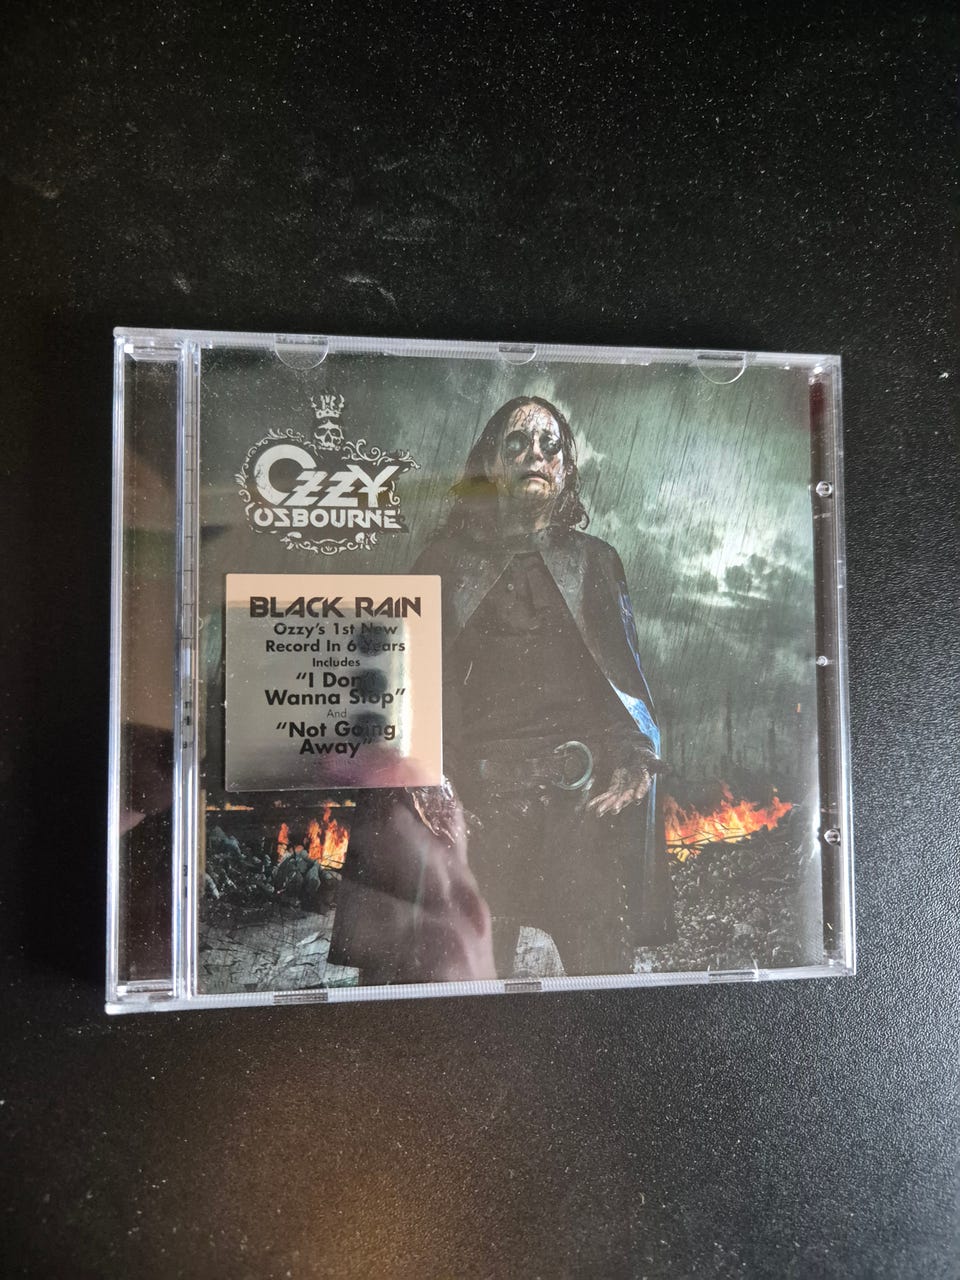 OZZY
OSBOURNE
BLACK RAIN
Ozzy's 1st New
Record In 6 Years
Includes
"I Don't
Wanna Stop"
And
"Not Going
Away"